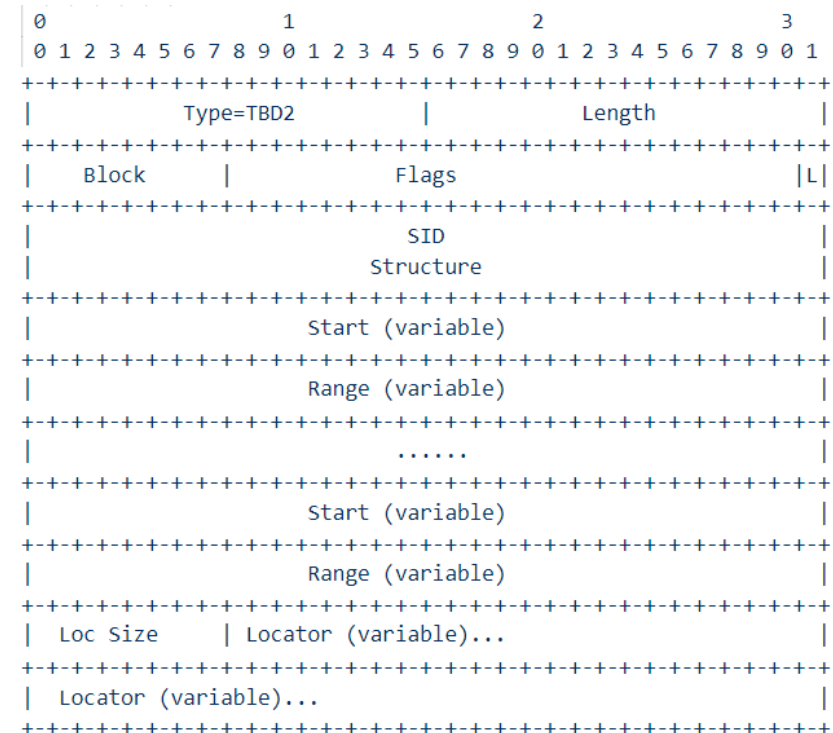 0                   1                   2                   3
0 1 2 3 4 5 6 7 8 9 0 1 2 3 4 5 6 7 8 9 0 1 2 3 4 5 6 7 8 9 0 1
+-+-+-+-+-+-+-+-+-+-+-+-+-+-+-+-+-+-+-+-+-+-+-+-+-+-+-+-+-+-+-+-+
|            Type=TBD2           |            Length             |
+-+-+-+-+-+-+-+-+-+-+-+-+-+-+-+-+-+-+-+-+-+-+-+-+-+-+-+-+-+-+-+-+
|    Block      |             Flags                           |L|
+-+-+-+-+-+-+-+-+-+-+-+-+-+-+-+-+-+-+-+-+-+-+-+-+-+-+-+-+-+-+-+-+
|                              SID                              |
|                           Structure                           |
+-+-+-+-+-+-+-+-+-+-+-+-+-+-+-+-+-+-+-+-+-+-+-+-+-+-+-+-+-+-+-+-+
|                      Start (variable)                         |
+-+-+-+-+-+-+-+-+-+-+-+-+-+-+-+-+-+-+-+-+-+-+-+-+-+-+-+-+-+-+-+-+
|                      Range (variable)                         |
+-+-+-+-+-+-+-+-+-+-+-+-+-+-+-+-+-+-+-+-+-+-+-+-+-+-+-+-+-+-+-+-+
|                             ......                            |
+-+-+-+-+-+-+-+-+-+-+-+-+-+-+-+-+-+-+-+-+-+-+-+-+-+-+-+-+-+-+-+-+
|                      Start (variable)                         |
+-+-+-+-+-+-+-+-+-+-+-+-+-+-+-+-+-+-+-+-+-+-+-+-+-+-+-+-+-+-+-+-+
|                      Range (variable)                         |
+-+-+-+-+-+-+-+-+-+-+-+-+-+-+-+-+-+-+-+-+-+-+-+-+-+-+-+-+-+-+-+-+
|  Loc Size     | Locator (variable)...                         |
+-+-+-+-+-+-+-+-+-+-+-+-+-+-+-+-+-+-+-+-+-+-+-+-+-+-+-+-+-+-+-+-+
|  Locator (variable)...                                        |
+-+-+-+-+-+-+-+-+-+-+-+-+-+-+-+-+-+-+-+-+-+-+-+-+-+-+-+-+-+-+-+-+